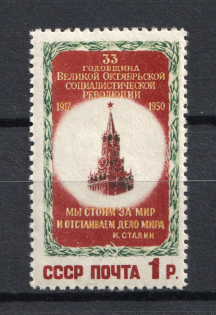 33
ГОДОВЩИНА
ВЕЛИКОЙ ОКТЯБРЬСКОЙ
СОЦИАЛИСТИЧЕСКОЙ
РЕВОЛЮЦИИ
1917 1950
МЫ СТОИМ ЗА МИР
И ОТСТАИВАЕМ ДЕЛО МИРА
И. СТАЛИН
СССР ПОЧТА 1 Р.